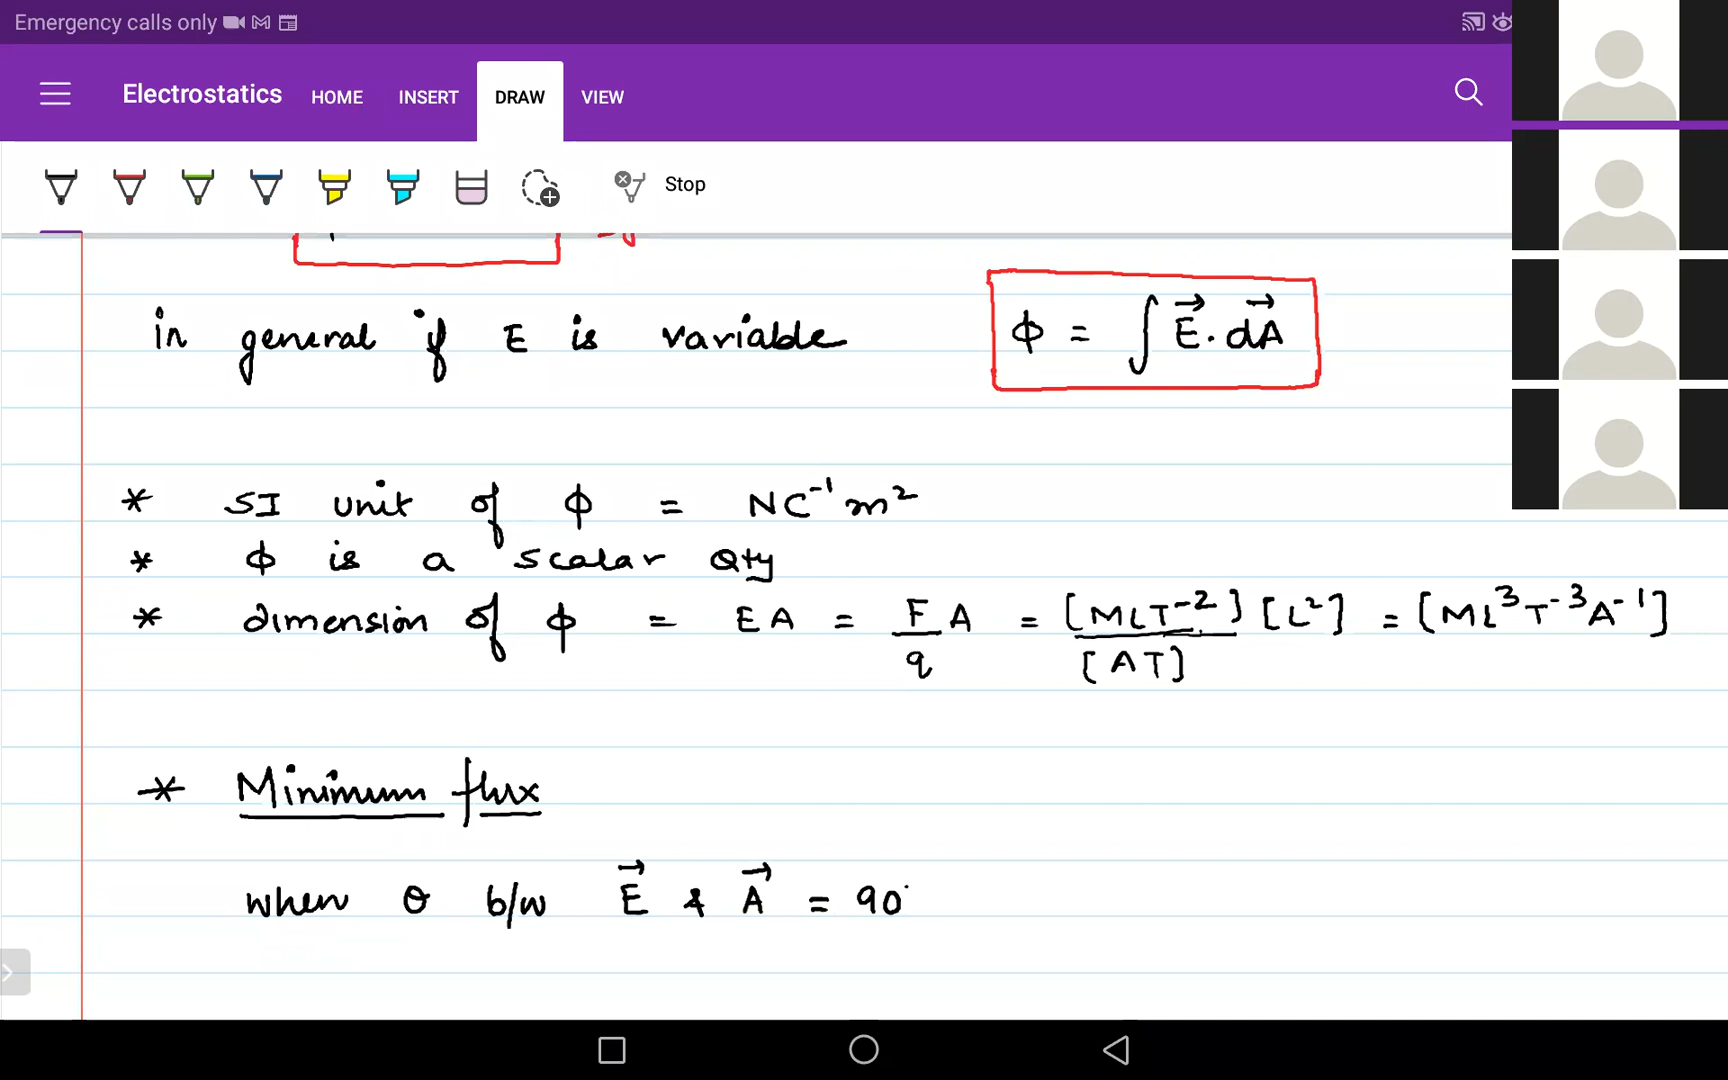 Emergency calls only
Electrostatics HOME INSERT DRAW VIEW
Stop
in general if E is variable ϕ = ∫ E⃗ . dA⃗
* SI unit of ϕ = NC⁻¹m²
* ϕ is a scalar Qty
* dimension of ϕ = EA = F/q A = [MLT⁻²]/[AT] [L²] = [ML³T⁻³A⁻¹]
* Minimum flux
when θ b/w E⃗ & A⃗ = 90°